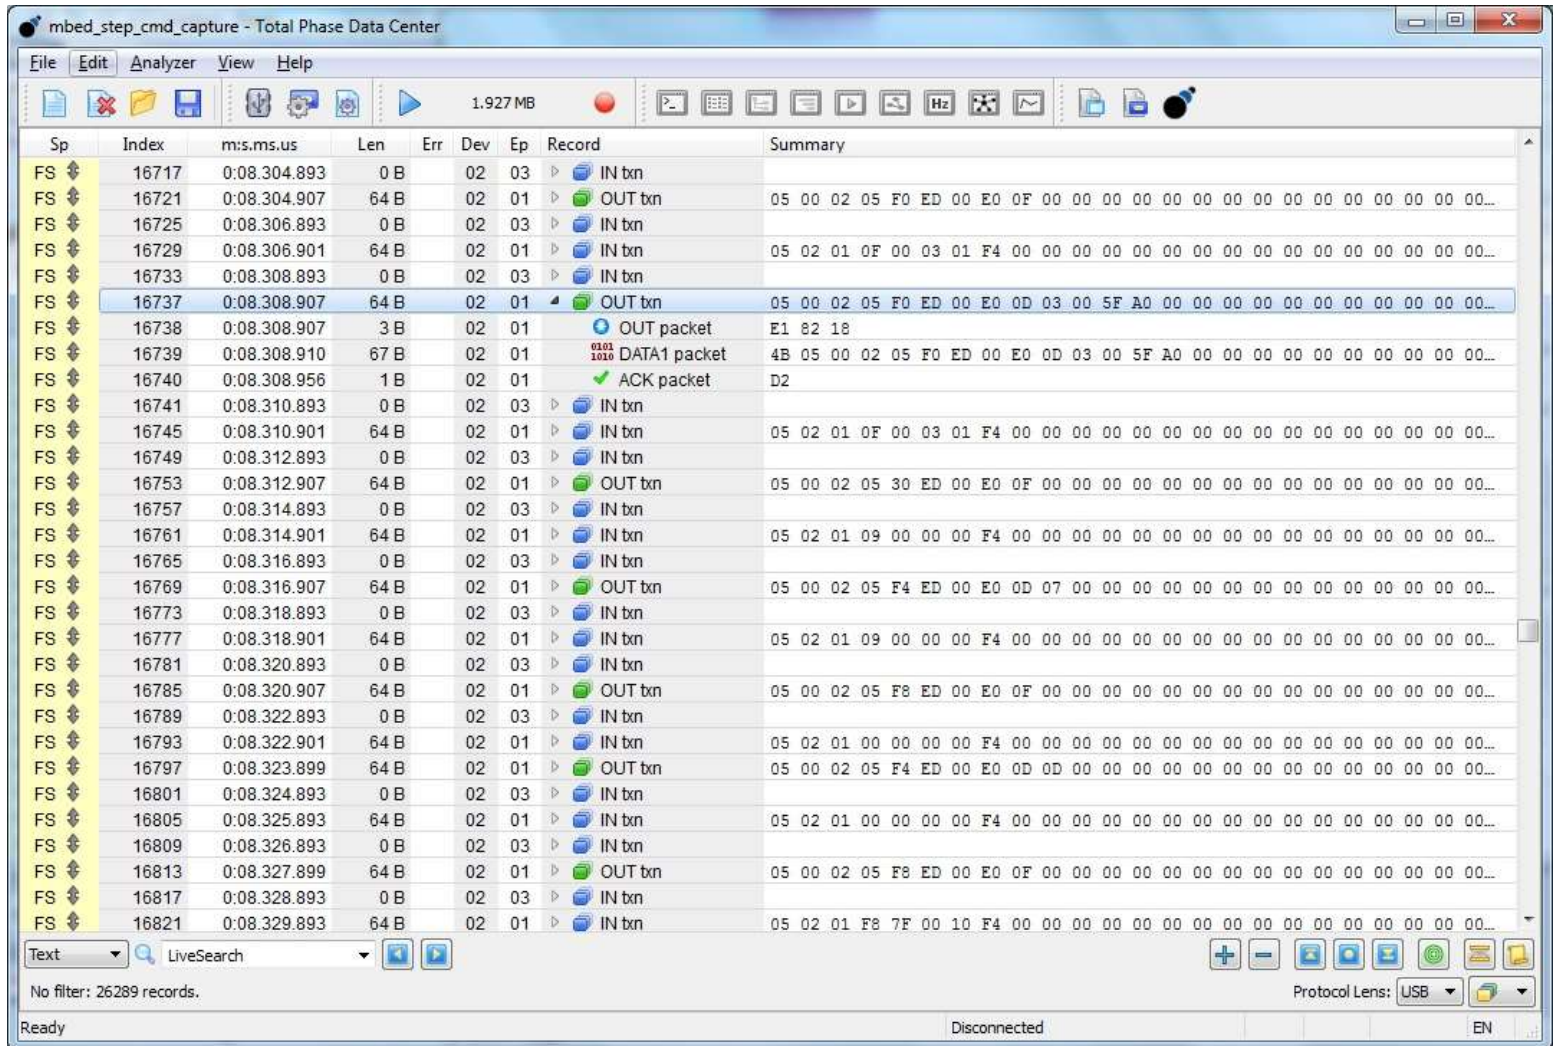 mbed_step_cmd_capture - Total Phase Data Center
File Edit Analyzer View Help
1.927 MB Hz
Sp Index m:s.ms.us Len Err Dev Ep Record Summary
FS 16717 0:08.304.893 0 B 02 03 IN txn
FS 16721 0:08.304.907 64 B 02 01 OUT txn 05 00 02 05 F0 ED 00 E0 0F 00 00 00 00 00 00 00 00 00 00 00 00 00 00 00...
FS 16725 0:08.306.893 0 B 02 03 IN txn
FS 16729 0:08.306.901 64 B 02 01 IN txn 05 02 01 0F 00 03 01 F4 00 00 00 00 00 00 00 00 00 00 00 00 00 00 00 00...
FS 16733 0:08.308.893 0 B 02 03 IN txn
FS 16737 0:08.308.907 64 B 02 01 OUT txn 05 00 02 05 F0 ED 00 E0 0D 03 00 5F A0 00 00 00 00 00 00 00 00 00 00 00...
FS 16738 0:08.308.907 3 B 02 01 OUT packet E1 82 18
FS 16739 0:08.308.910 67 B 02 01 0101 1010 DATA1 packet 4B 05 00 02 05 F0 ED 00 E0 0D 03 00 5F A0 00 00 00 00 00 00 00 00 00 00...
FS 16740 0:08.308.956 1 B 02 01 ACK packet D2
FS 16741 0:08.310.893 0 B 02 03 IN txn
FS 16745 0:08.310.901 64 B 02 01 IN txn 05 02 01 0F 00 03 01 F4 00 00 00 00 00 00 00 00 00 00 00 00 00 00 00 00...
FS 16749 0:08.312.893 0 B 02 03 IN txn
FS 16753 0:08.312.907 64 B 02 01 OUT txn 05 00 02 05 30 ED 00 E0 0F 00 00 00 00 00 00 00 00 00 00 00 00 00 00 00...
FS 16757 0:08.314.893 0 B 02 03 IN txn
FS 16761 0:08.314.901 64 B 02 01 IN txn 05 02 01 09 00 00 00 F4 00 00 00 00 00 00 00 00 00 00 00 00 00 00 00 00...
FS 16765 0:08.316.893 0 B 02 03 IN txn
FS 16769 0:08.316.907 64 B 02 01 OUT txn 05 00 02 05 F4 ED 00 E0 0D 07 00 00 00 00 00 00 00 00 00 00 00 00 00 00...
FS 16773 0:08.318.893 0 B 02 03 IN txn
FS 16777 0:08.318.901 64 B 02 01 IN txn 05 02 01 09 00 00 00 F4 00 00 00 00 00 00 00 00 00 00 00 00 00 00 00 00...
FS 16781 0:08.320.893 0 B 02 03 IN txn
FS 16785 0:08.320.907 64 B 02 01 OUT txn 05 00 02 05 F8 ED 00 E0 0F 00 00 00 00 00 00 00 00 00 00 00 00 00 00 00...
FS 16789 0:08.322.893 0 B 02 03 IN txn
FS 16793 0:08.322.901 64 B 02 01 IN txn 05 02 01 00 00 00 00 F4 00 00 00 00 00 00 00 00 00 00 00 00 00 00 00 00...
FS 16797 0:08.323.899 64 B 02 01 OUT txn 05 00 02 05 F4 ED 00 E0 0D 0D 00 00 00 00 00 00 00 00 00 00 00 00 00 00...
FS 16801 0:08.324.893 0 B 02 03 IN txn
FS 16805 0:08.325.893 64 B 02 01 IN txn 05 02 01 00 00 00 00 F4 00 00 00 00 00 00 00 00 00 00 00 00 00 00 00 00...
FS 16809 0:08.326.893 0 B 02 03 IN txn
FS 16813 0:08.327.899 64 B 02 01 OUT txn 05 00 02 05 F8 ED 00 E0 0F 00 00 00 00 00 00 00 00 00 00 00 00 00 00 00...
FS 16817 0:08.328.893 0 B 02 03 IN txn
FS 16821 0:08.329.893 64 B 02 01 IN txn 05 02 01 F8 7F 00 10 F4 00 00 00 00 00 00 00 00 00 00 00 00 00 00 00 00...
Text LiveSearch
No filter: 26289 records. Protocol Lens: USB
Ready Disconnected EN